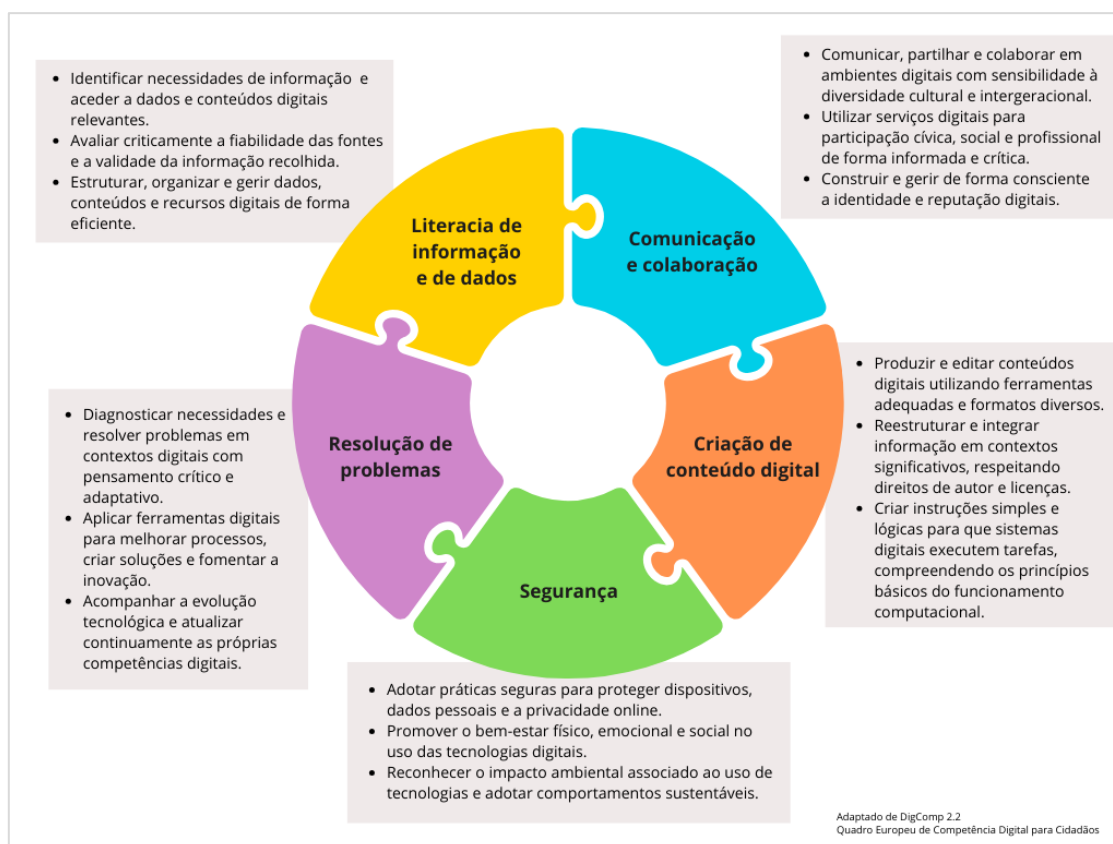 • Identificar necessidades de informação e
aceder a dados e conteúdos digitais
relevantes.
• Avaliar criticamente a fiabilidade das fontes
e a validade da informação recolhida.
• Estruturar, organizar e gerir dados,
conteúdos e recursos digitais de forma
eficiente.
• Comunicar, partilhar e colaborar em
ambientes digitais com sensibilidade à
diversidade cultural e intergeracional.
• Utilizar serviços digitais para
participação cívica, social e profissional
de forma informada e crítica.
• Construir e gerir de forma consciente
a identidade e reputação digitais.
Literacia de
informação
e de dados
Comunicação
e colaboração
Resolução de
problemas
Criação de
conteúdo digital
Segurança
• Diagnosticar necessidades e
resolver problemas em
contextos digitais com
pensamento crítico e
adaptativo.
• Aplicar ferramentas digitais
para melhorar processos,
criar soluções e fomentar a
inovação.
• Acompanhar a evolução
tecnológica e atualizar
continuamente as próprias
competências digitais.
• Produzir e editar conteúdos
digitais utilizando ferramentas
adequadas e formatos diversos.
• Reestruturar e integrar
informação em contextos
significativos, respeitando
direitos de autor e licenças.
• Criar instruções simples e
lógicas para que sistemas
digitais executem tarefas,
compreendendo os princípios
básicos do funcionamento
computacional.
• Adotar práticas seguras para proteger dispositivos,
dados pessoais e a privacidade online.
• Promover o bem-estar físico, emocional e social no
uso das tecnologias digitais.
• Reconhecer o impacto ambiental associado ao uso de
tecnologias e adotar comportamentos sustentáveis.
Adaptado de DigComp 2.2
Quadro Europeu de Competência Digital para Cidadãos